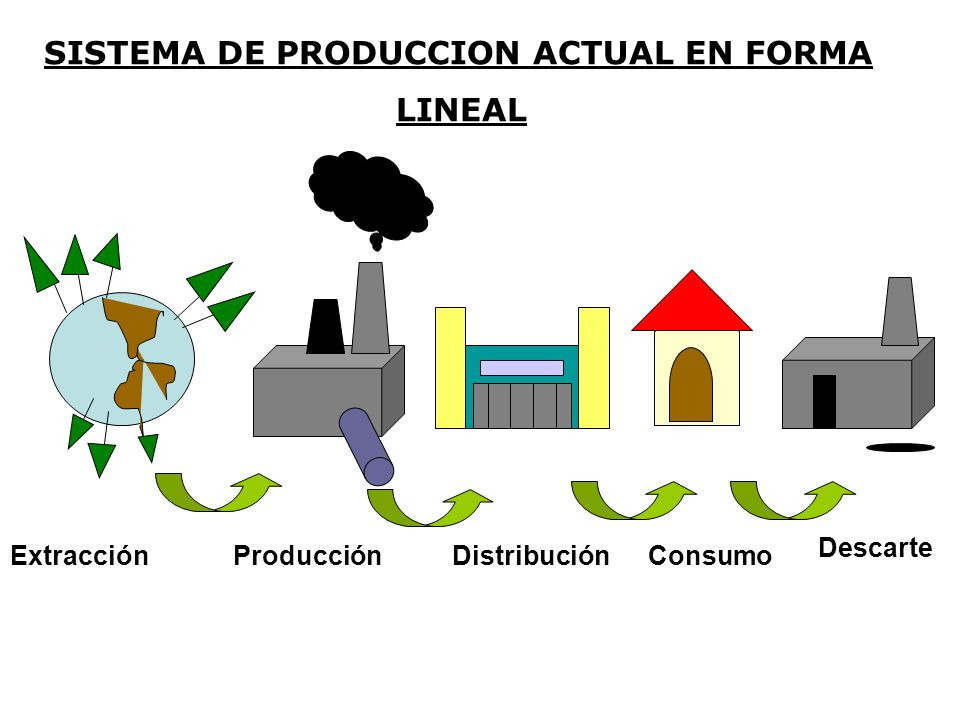 SISTEMA DE PRODUCCION ACTUAL EN FORMA
LINEAL
Extracción
Producción
Distribución
Consumo
Descarte